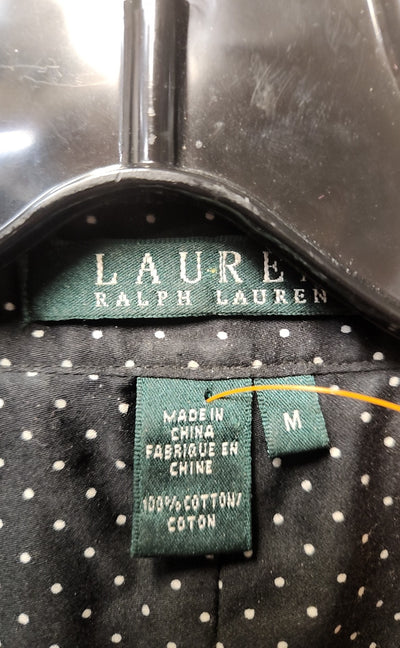 LAUREN
RALPH LAUREN
MADE IN
CHINA
FABRIQUE EN
CHINE
100% COTTON/
COTON
M